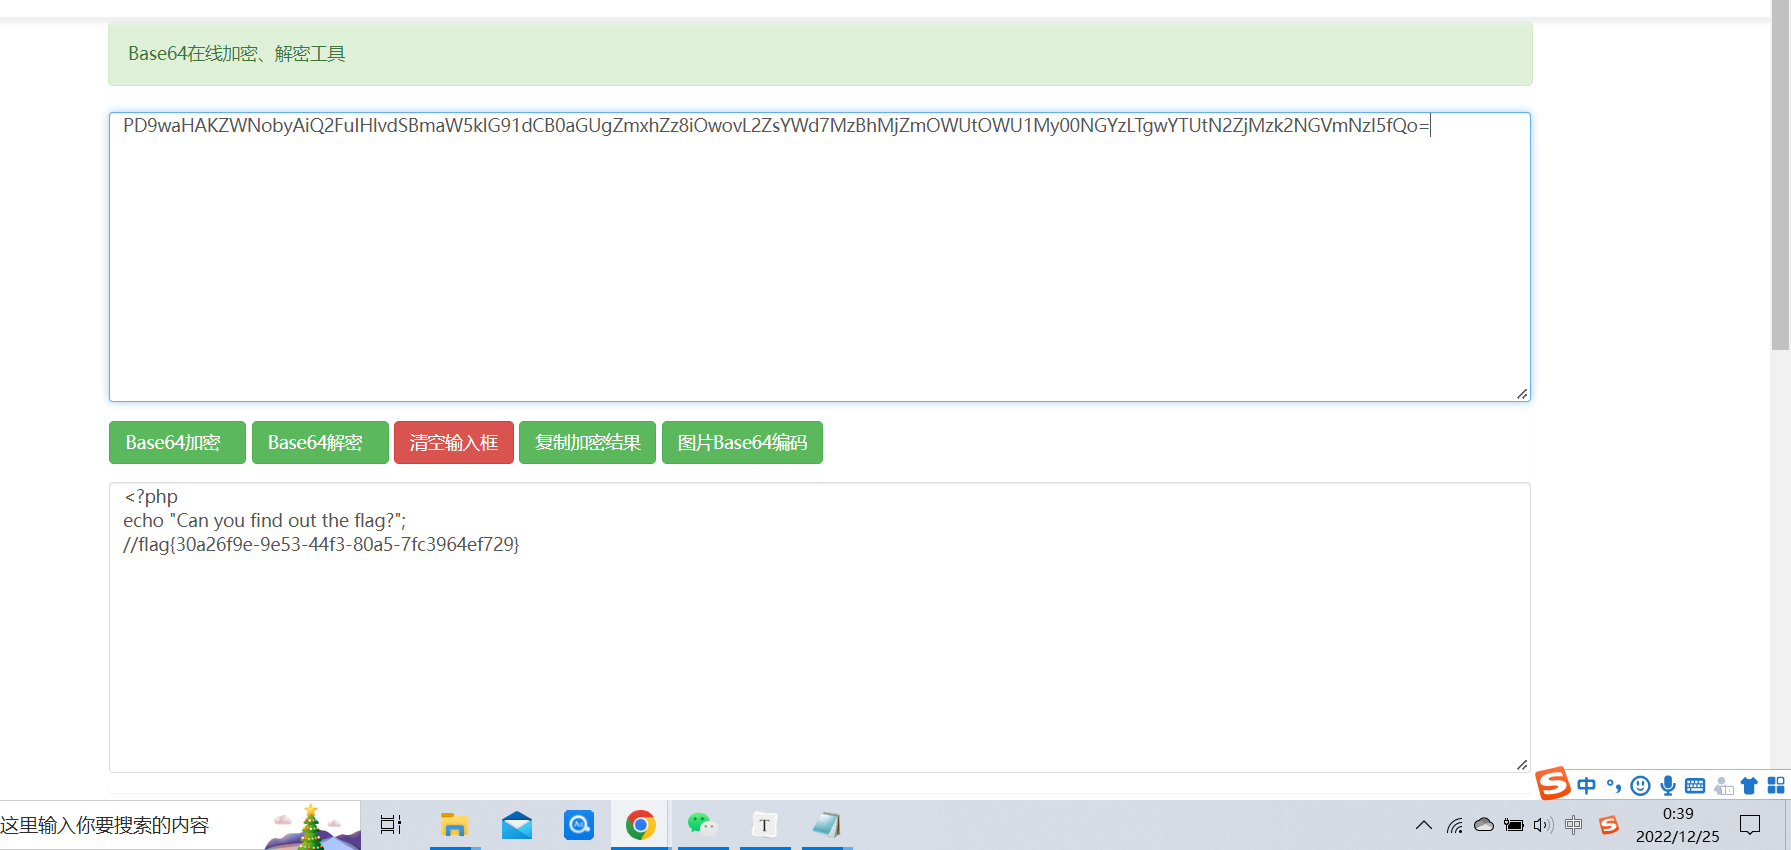 Base64在线加密、解密工具
PD9waHAKZWNobyAiQ2FuIHlvdSBmaW5kIG91dCB0aGUgZmxhZz8iOwovL2ZsYWd7MzBhMjZmOWUtOWU1My00NGYzLTgwYTUtN2ZjMzk2NGVmNzI5fQo=
Base64加密 Base64解密 清空输入框 复制加密结果 图片Base64编码
<?php
echo "Can you find out the flag?";
//flag{30a26f9e-9e53-44f3-80a5-7fc3964ef729}
中
这里输入你要搜索的内容
T
中
0:39
2022/12/25